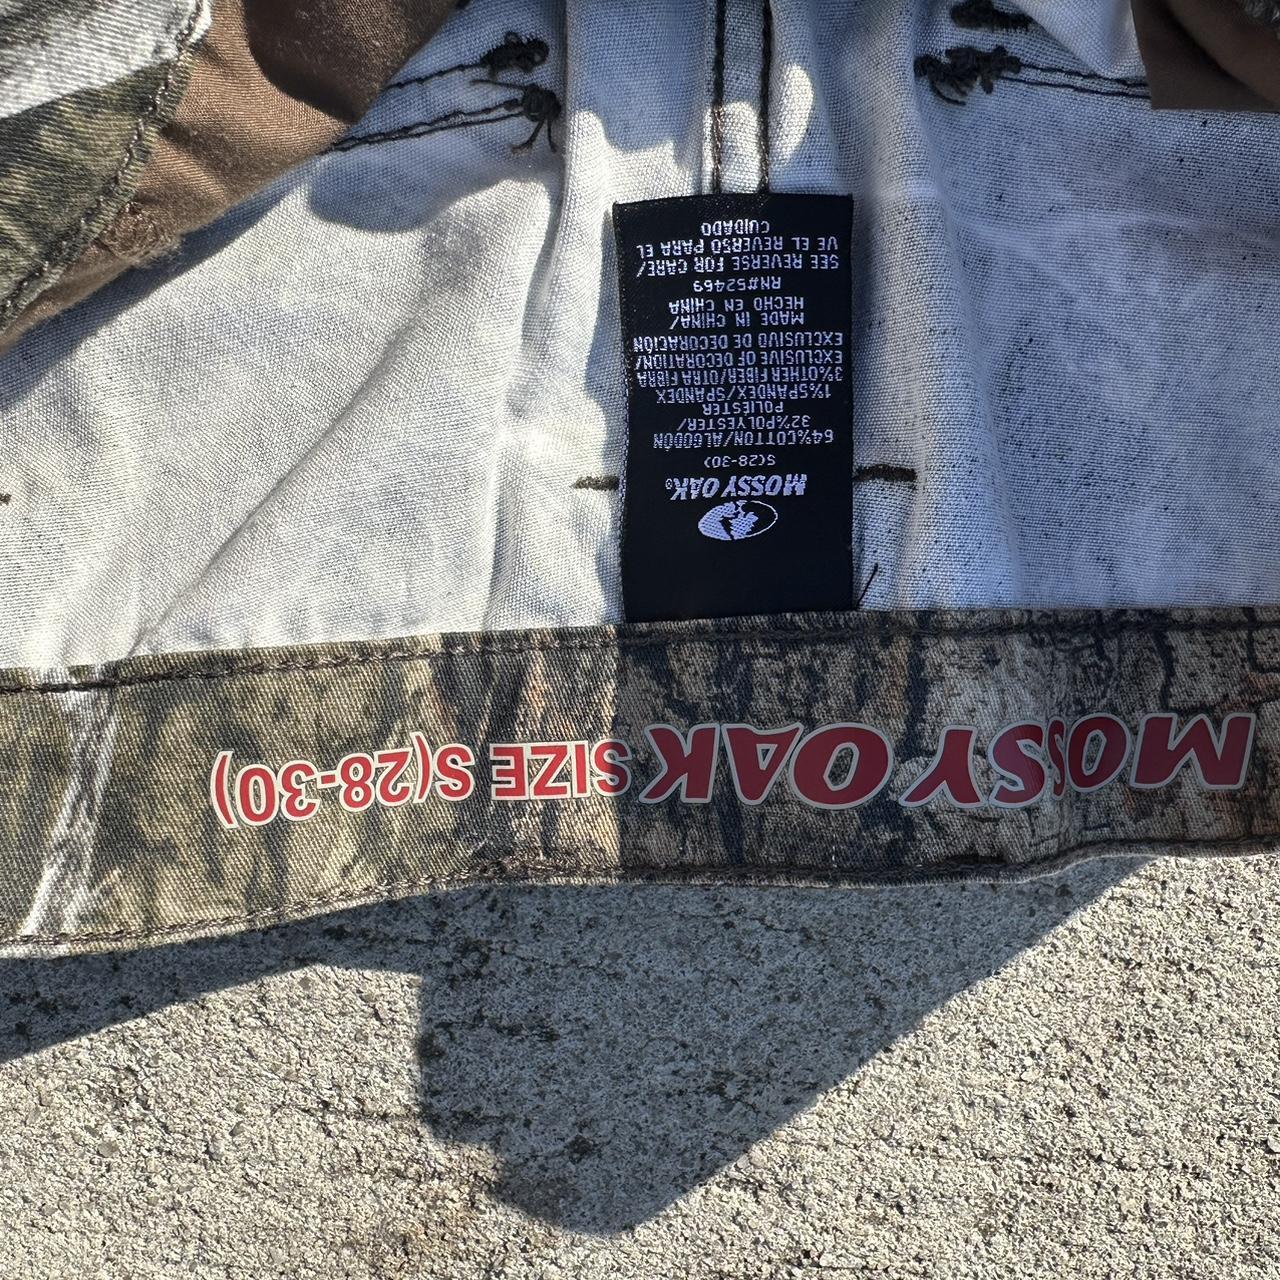 MOSSY OAK®
S(28-30)
64%COTTON/ALGODÓN
32%POLYESTER/
POLIÉSTER
1%SPANDEX/SPANDEX
3%OTHER FIBER/OTRA FIBRA
EXCLUSIVE OF DECORATION/
EXCLUSIVO DE DECORACIÓN
MADE IN CHINA/
HECHO EN CHINA
RN#52469
SEE REVERSE FOR CARE/
VE EL REVERSO PARA EL
CUIDADO
MOSSY OAK SIZE SIZE S(28-30)